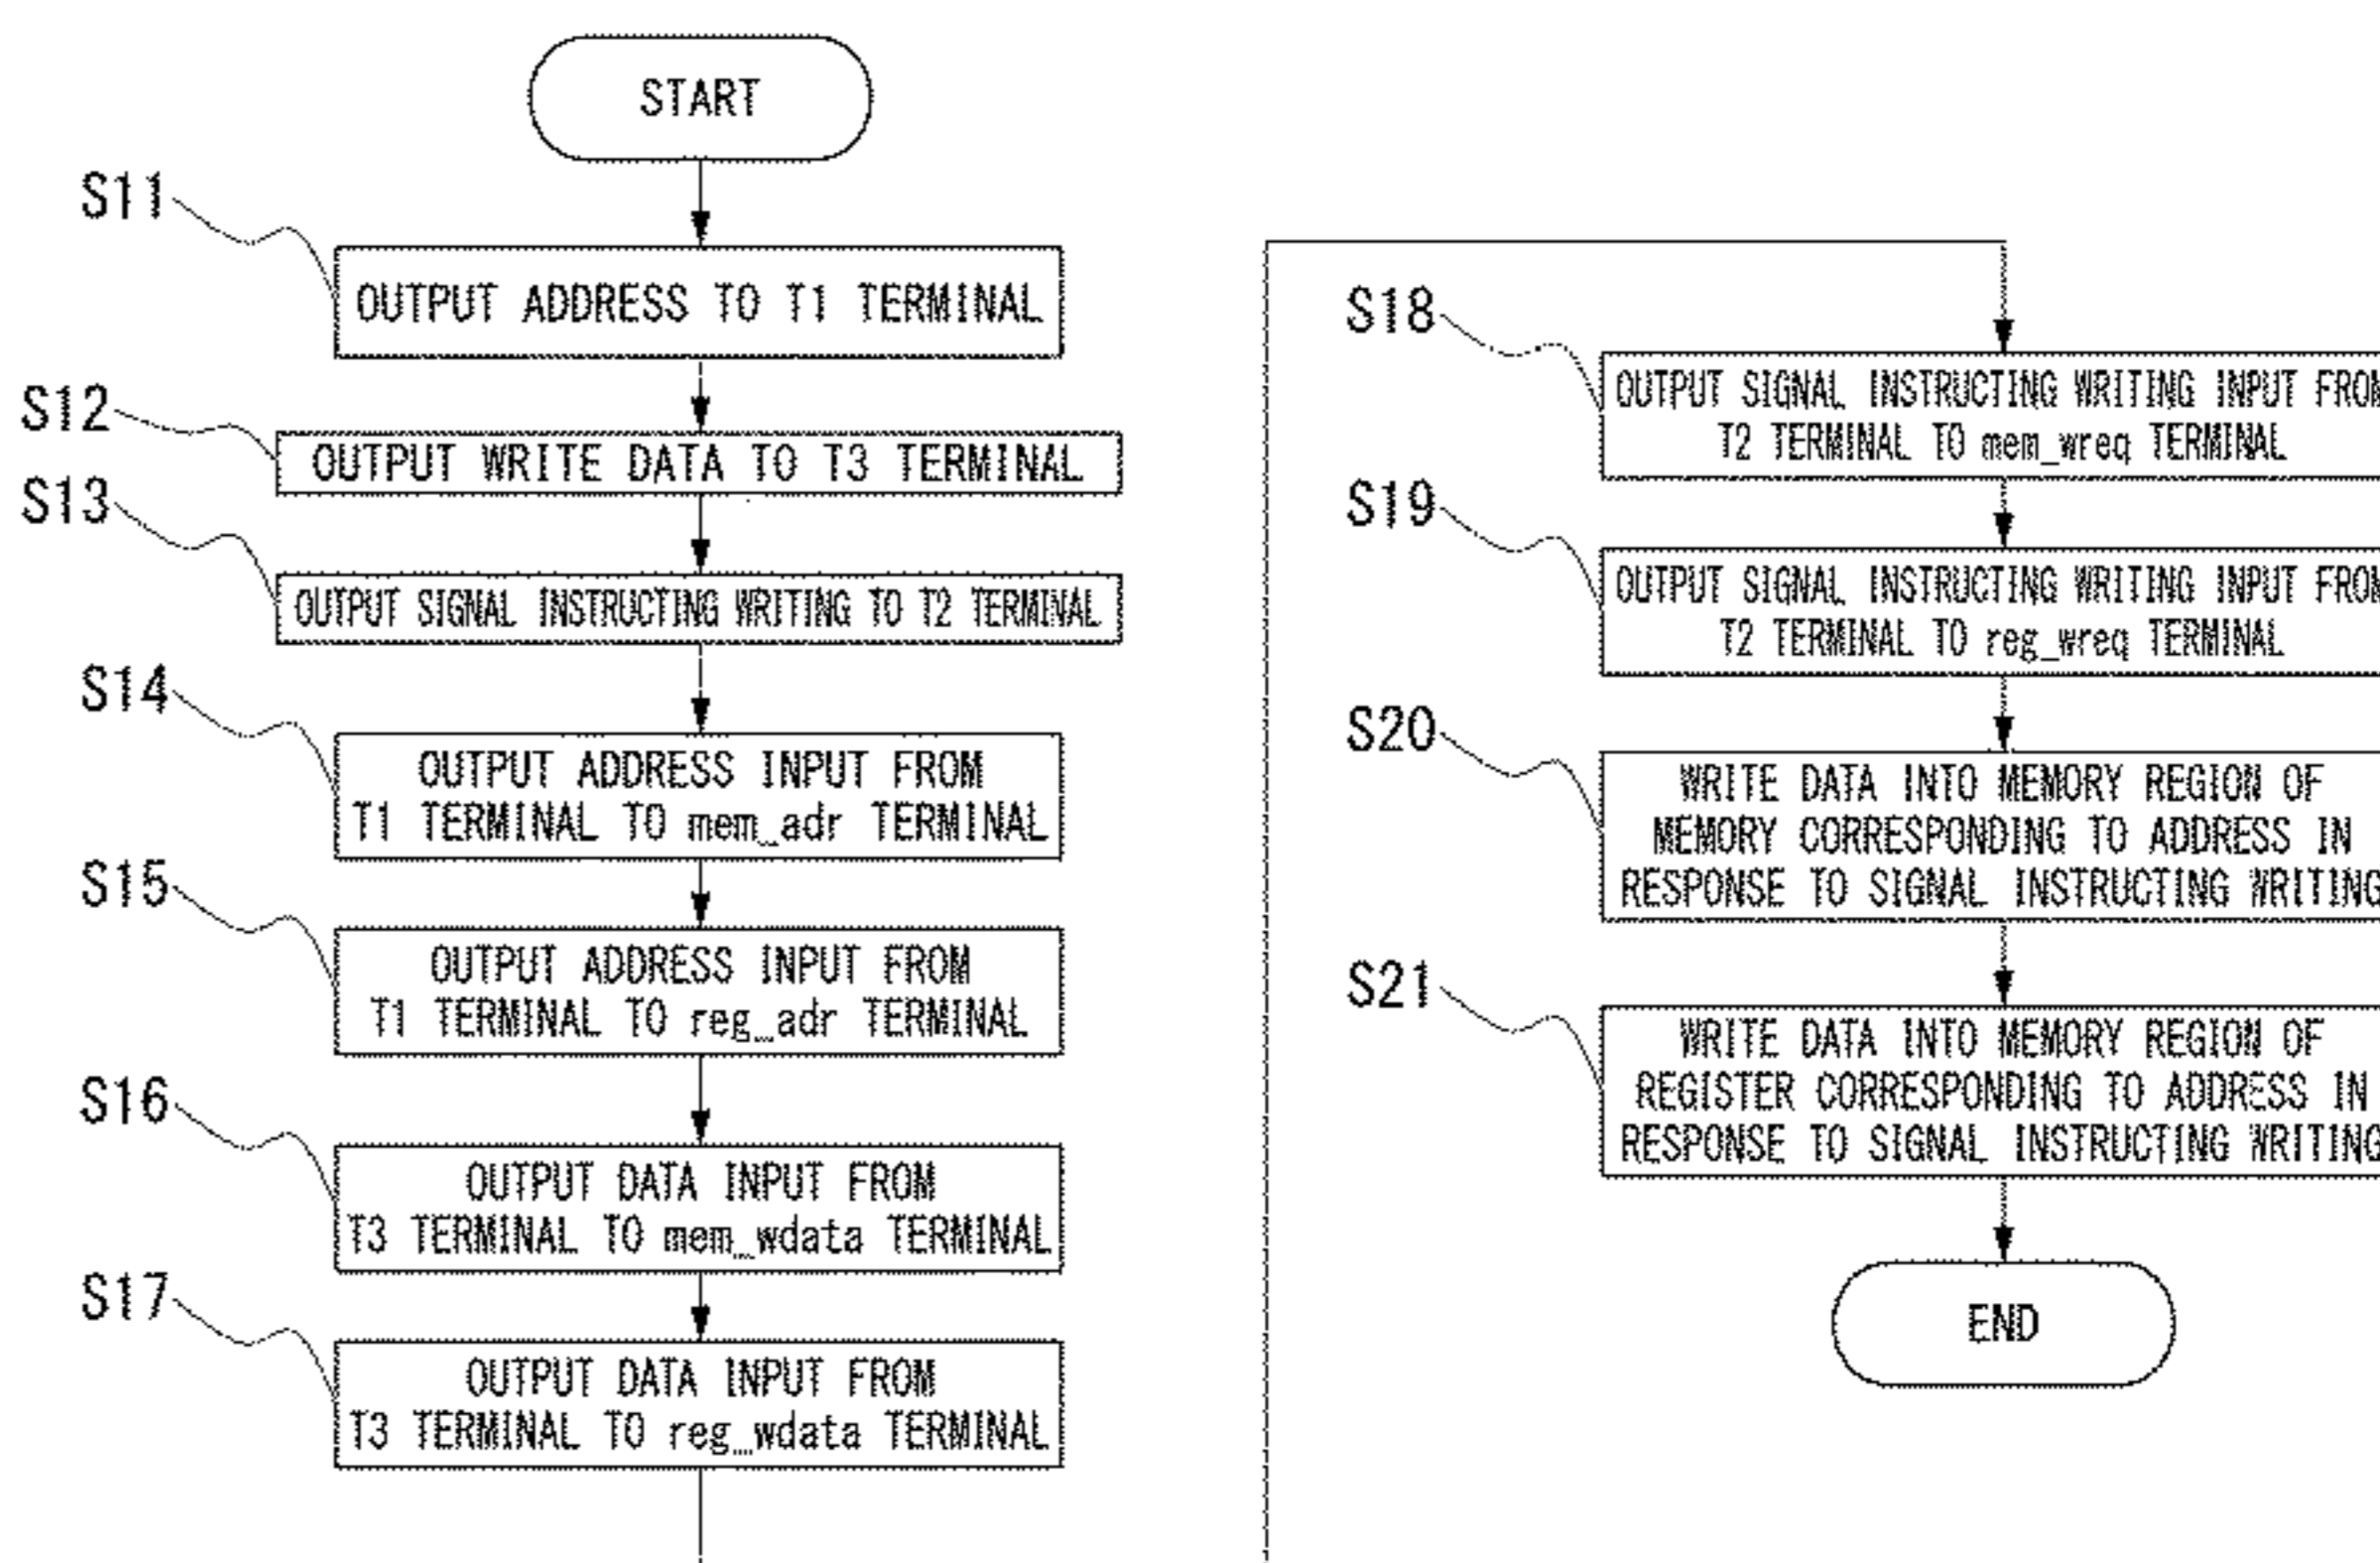 START
S11
OUTPUT ADDRESS TO T1 TERMINAL
S12
OUTPUT WRITE DATA TO T3 TERMINAL
S13
OUTPUT SIGNAL INSTRUCTING WRITING TO T2 TERMINAL
S14
OUTPUT ADDRESS INPUT FROM
T1 TERMINAL TO mem_adr TERMINAL
S15
OUTPUT ADDRESS INPUT FROM
T1 TERMINAL TO reg_adr TERMINAL
S16
OUTPUT DATA INPUT FROM
T3 TERMINAL TO mem_wdata TERMINAL
S17
OUTPUT DATA INPUT FROM
T3 TERMINAL TO reg_wdata TERMINAL
S18
OUTPUT SIGNAL INSTRUCTING WRITING INPUT FROM
T2 TERMINAL TO mem_wreq TERMINAL
S19
OUTPUT SIGNAL INSTRUCTING WRITING INPUT FROM
T2 TERMINAL TO reg_wreq TERMINAL
S20
WRITE DATA INTO MEMORY REGION OF
MEMORY CORRESPONDING TO ADDRESS IN
RESPONSE TO SIGNAL INSTRUCTING WRITING
S21
WRITE DATA INTO MEMORY REGION OF
REGISTER CORRESPONDING TO ADDRESS IN
RESPONSE TO SIGNAL INSTRUCTING WRITING
END